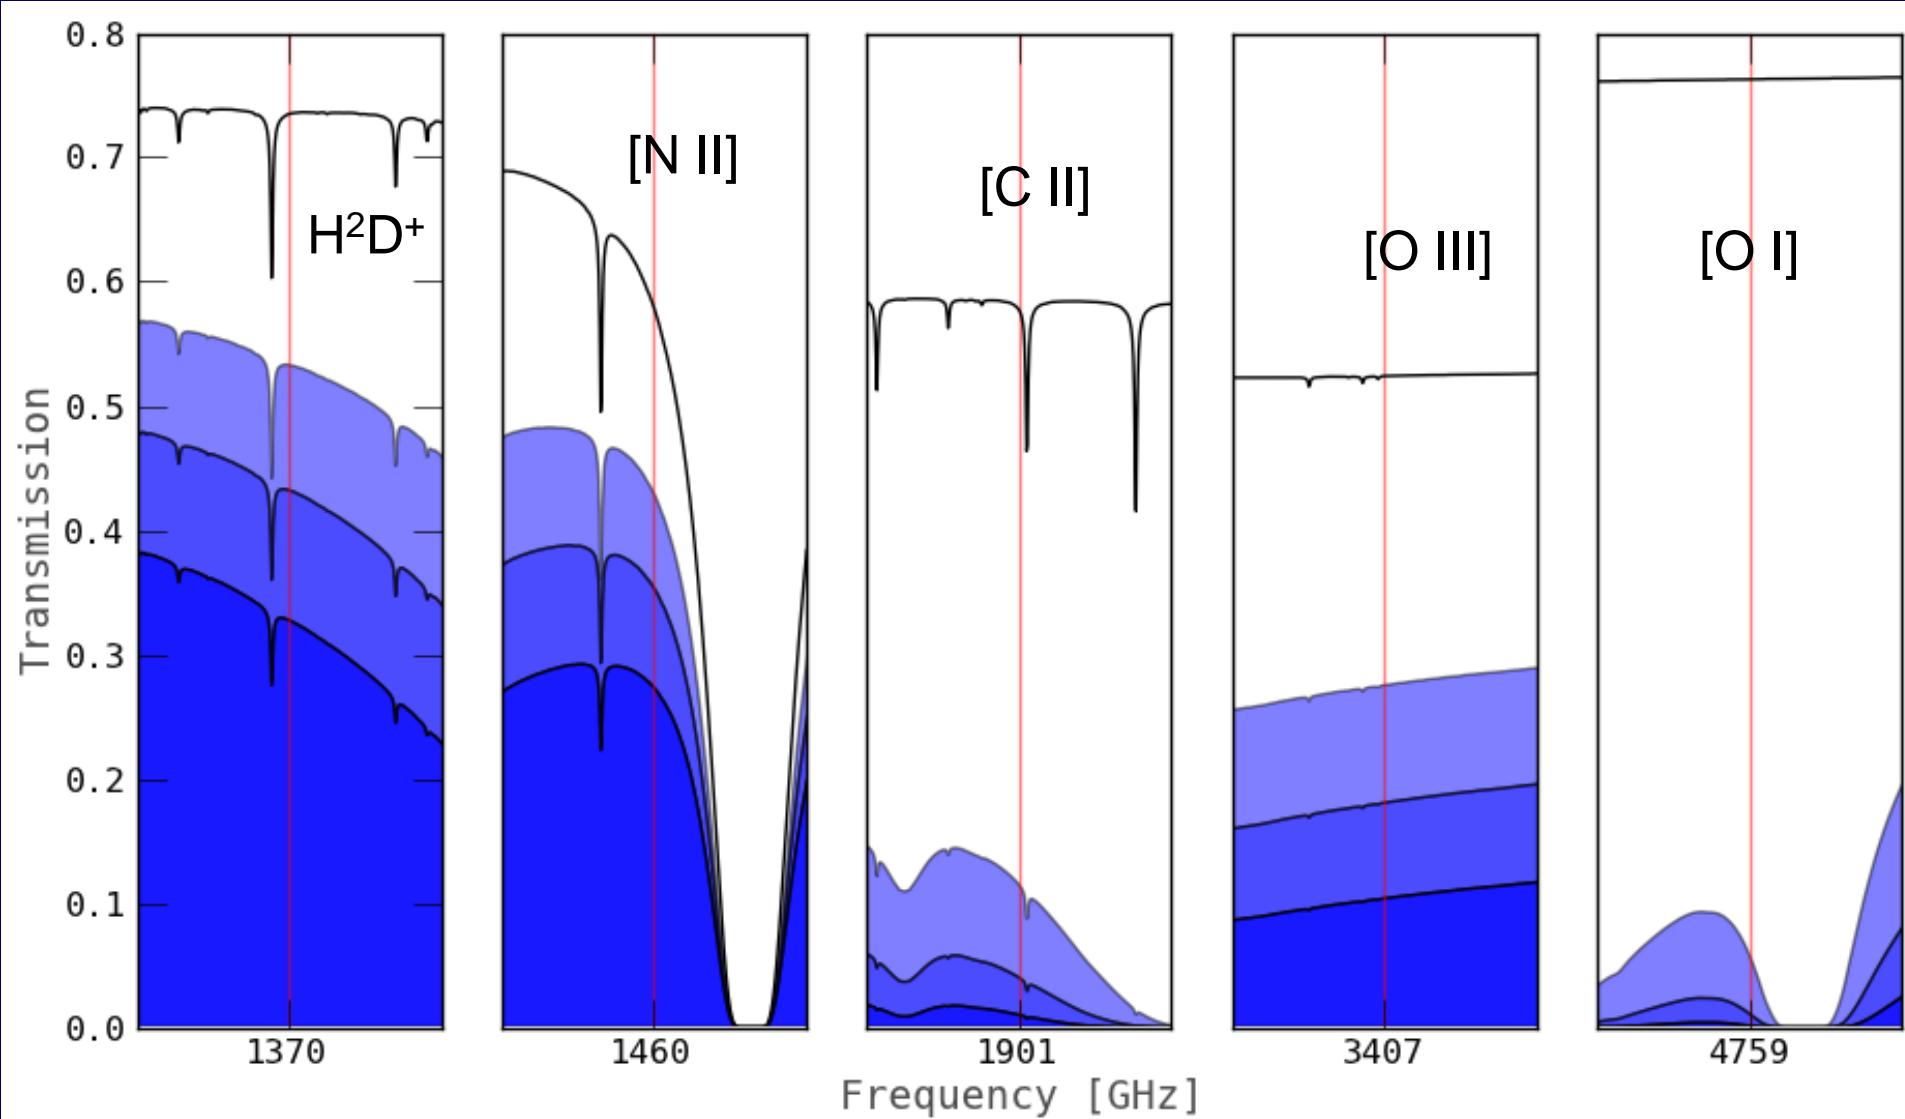 0.8
0.7
0.6
0.5
0.4
0.3
0.2
0.1
0.0
Transmission
H²D⁺
[N II]
[C II]
[O III]
[O I]
1370
1460
1901
3407
4759
Frequency [GHz]